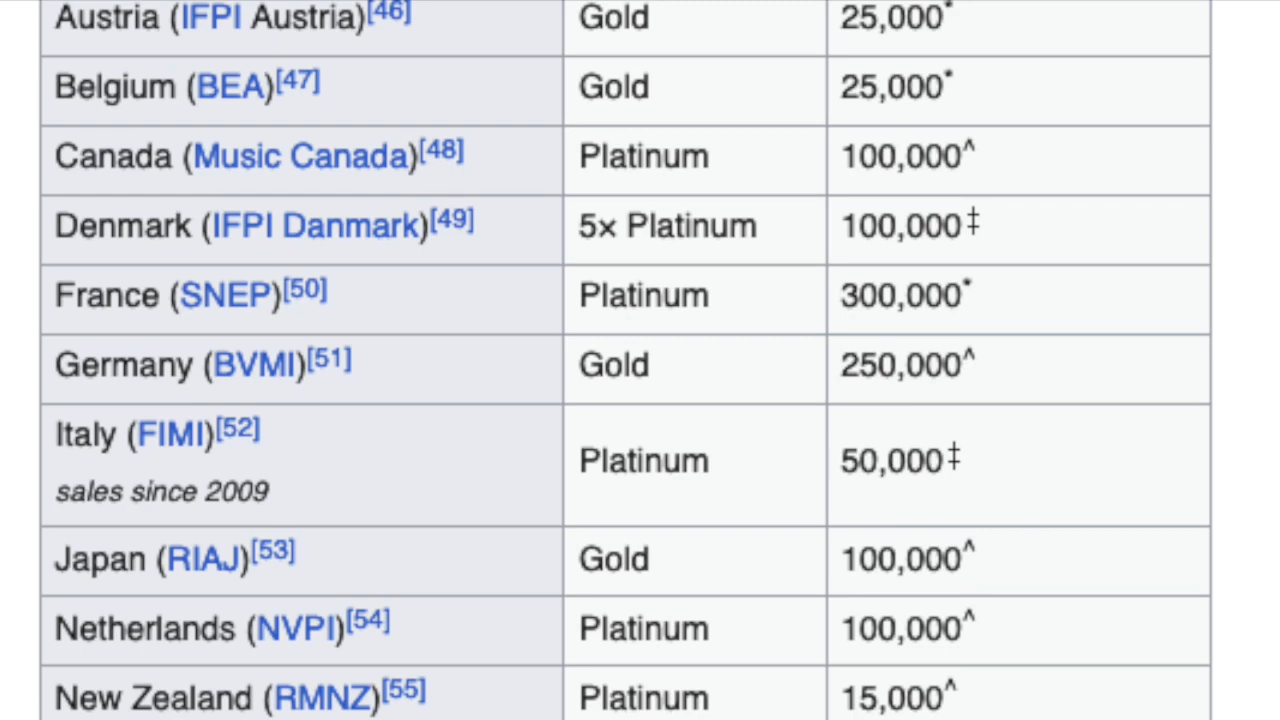 Austria (IFPI Austria)[46] Gold 25,000*
Belgium (BEA)[47] Gold 25,000*
Canada (Music Canada)[48] Platinum 100,000^
Denmark (IFPI Danmark)[49] 5× Platinum 100,000‡
France (SNEP)[50] Platinum 300,000*
Germany (BVMI)[51] Gold 250,000^
Italy (FIMI)[52]
sales since 2009
Platinum 50,000‡
Japan (RIAJ)[53] Gold 100,000^
Netherlands (NVPI)[54] Platinum 100,000^
New Zealand (RMNZ)[55] Platinum 15,000^